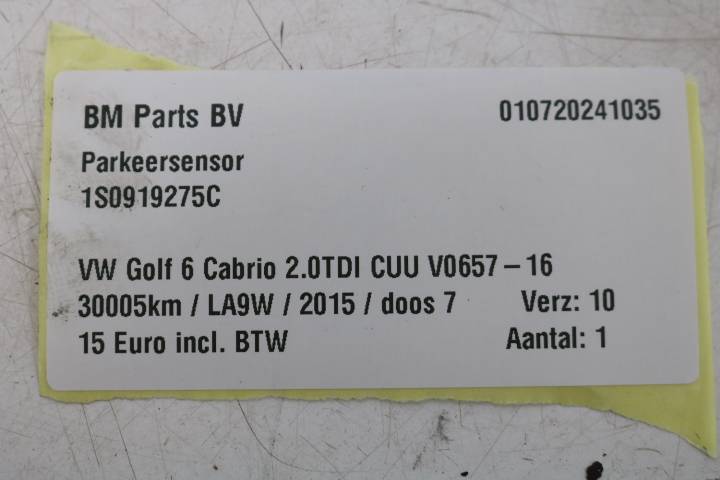 BM Parts BV 010720241035
Parkeersensor
1S0919275C
VW Golf 6 Cabrio 2.0TDI CUU V0657 – 16
30005km / LA9W / 2015 / doos 7 Verz: 10
15 Euro incl. BTW Aantal: 1